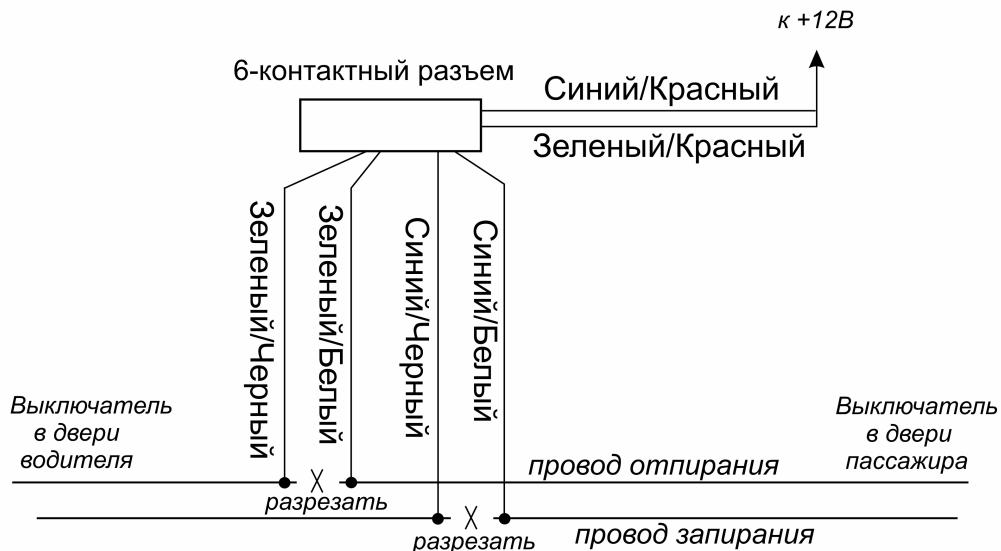 к +12В
6-контактный разъем
Синий/Красный
Зеленый/Красный
Зеленый/Черный
Зеленый/Белый
Синий/Черный
Синий/Белый
Выключатель
в двери
водителя
Выключатель
в двери
пассажира
провод отпирания
разрезать
провод запирания
разрезать